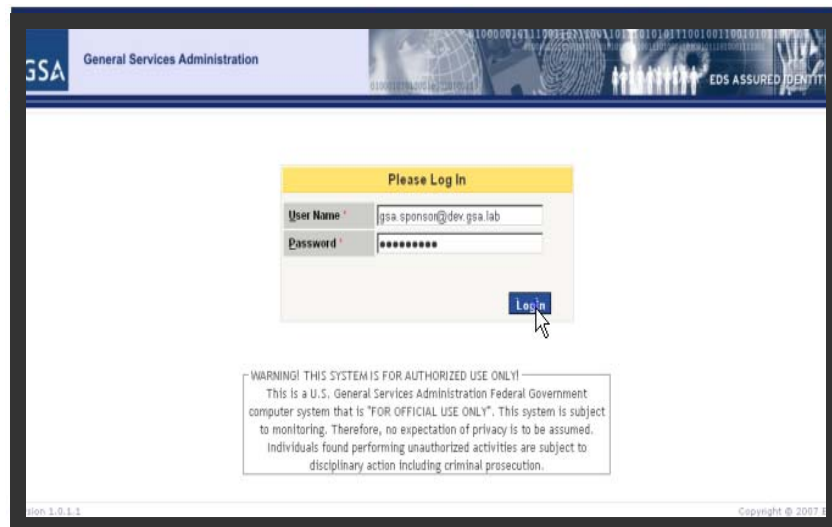 GSA
General Services Administration
EDS ASSURED IDENTITY
Please Log In
User Name *
gsa.sponsor@dev.gsa.lab
Password *
•••••••••
Login
WARNING! THIS SYSTEM IS FOR AUTHORIZED USE ONLY!
This is a U.S. General Services Administration Federal Government
computer system that is "FOR OFFICIAL USE ONLY". This system is subject
to monitoring. Therefore, no expectation of privacy is to be assumed.
Individuals found performing unauthorized activities are subject to
disciplinary action including criminal prosecution.
sion 1.0.1.1
Copyright © 2007 E